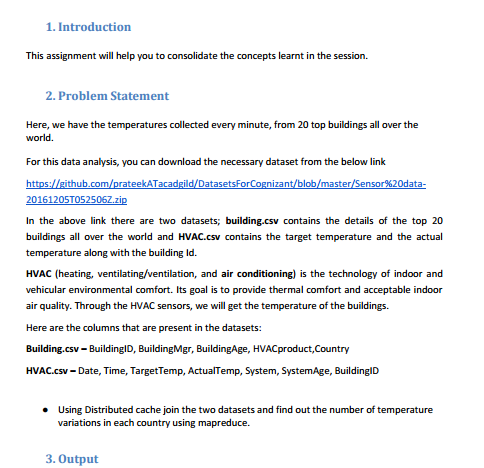 1. Introduction
This assignment will help you to consolidate the concepts learnt in the session.
2. Problem Statement
Here, we have the temperatures collected every minute, from 20 top buildings all over the
world.
For this data analysis, you can download the necessary dataset from the below link
https://github.com/prateekATacadgild/DatasetsForCognizant/blob/master/Sensor%20data-
20161205T052506Z.zip
In the above link there are two datasets; building.csv contains the details of the top 20
buildings all over the world and HVAC.csv contains the target temperature and the actual
temperature along with the building Id.
HVAC (heating, ventilating/ventilation, and air conditioning) is the technology of indoor and
vehicular environmental comfort. Its goal is to provide thermal comfort and acceptable indoor
air quality. Through the HVAC sensors, we will get the temperature of the buildings.
Here are the columns that are present in the datasets:
Building.csv – BuildingID, BuildingMgr, BuildingAge, HVACproduct,Country
HVAC.csv – Date, Time, TargetTemp, ActualTemp, System, SystemAge, BuildingID
• Using Distributed cache join the two datasets and find out the number of temperature
variations in each country using mapreduce.
3. Output